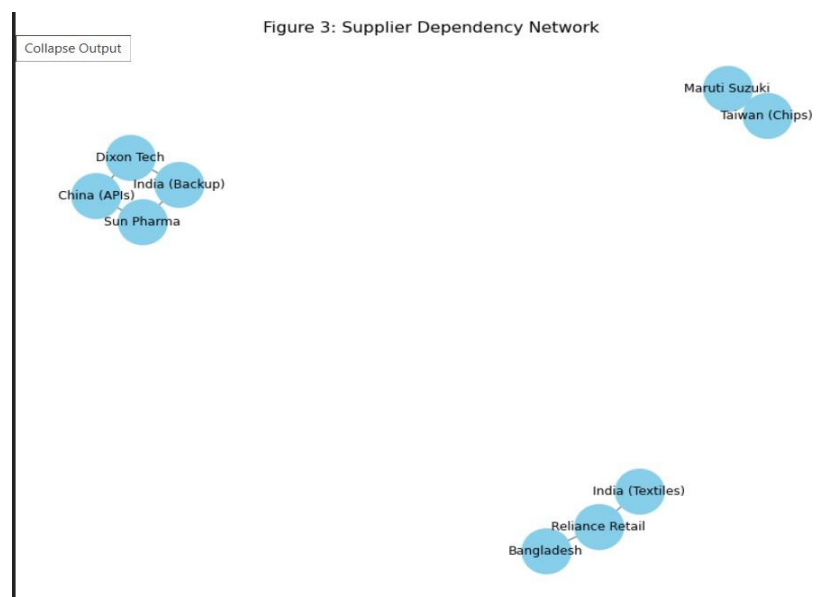 Figure 3: Supplier Dependency Network
Collapse Output
Maruti Suzuki
Taiwan (Chips)
Dixon Tech
India (Backup)
China (APIs)
Sun Pharma
India (Textiles)
Reliance Retail
Bangladesh